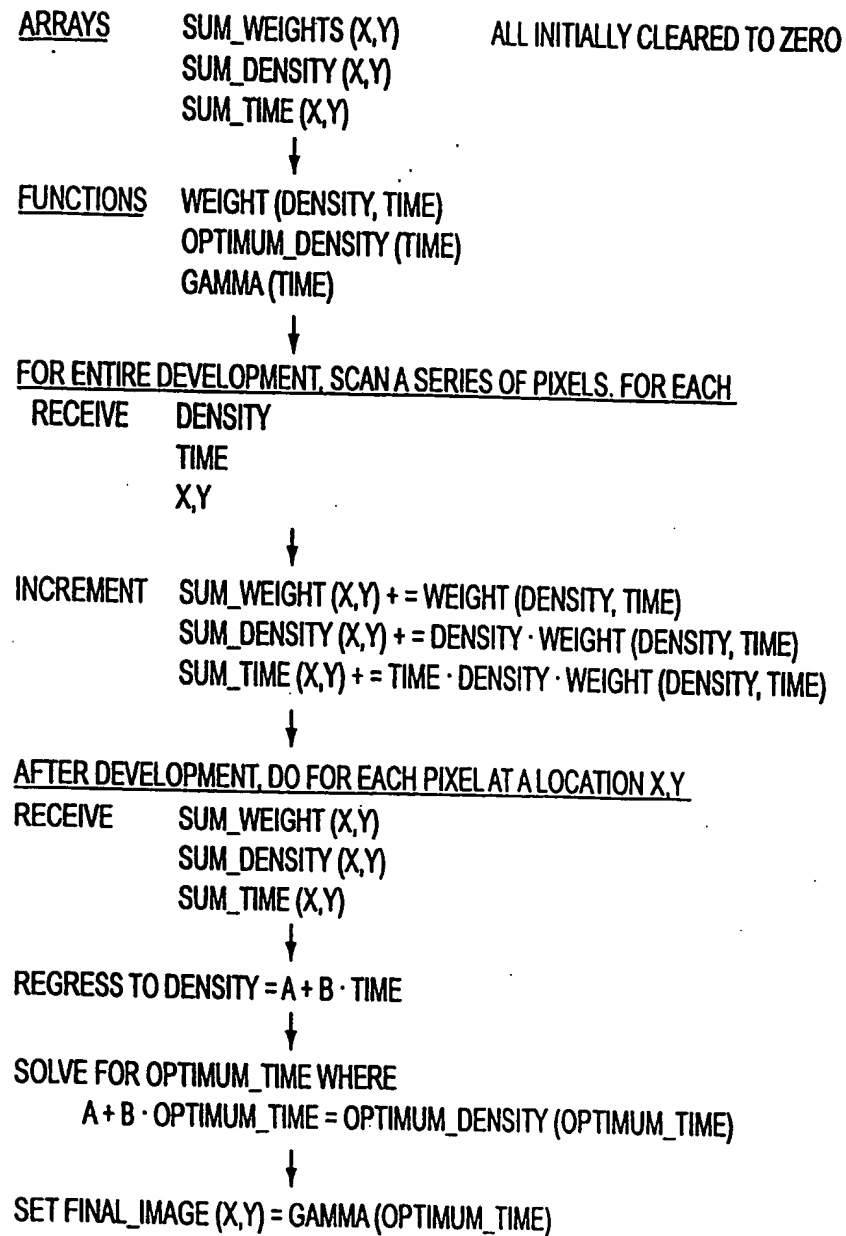 ARRAYS SUM_WEIGHTS (X,Y) ALL INITIALLY CLEARED TO ZERO
SUM_DENSITY (X,Y)
SUM_TIME (X,Y)
FUNCTIONS WEIGHT (DENSITY, TIME)
OPTIMUM_DENSITY (TIME)
GAMMA (TIME)
FOR ENTIRE DEVELOPMENT, SCAN A SERIES OF PIXELS. FOR EACH
RECEIVE DENSITY
TIME
X,Y
INCREMENT SUM_WEIGHT (X,Y) + = WEIGHT (DENSITY, TIME)
SUM_DENSITY (X,Y) + = DENSITY · WEIGHT (DENSITY, TIME)
SUM_TIME (X,Y) + = TIME · DENSITY · WEIGHT (DENSITY, TIME)
AFTER DEVELOPMENT, DO FOR EACH PIXEL AT A LOCATION X,Y
RECEIVE SUM_WEIGHT (X,Y)
SUM_DENSITY (X,Y)
SUM_TIME (X,Y)
REGRESS TO DENSITY = A + B · TIME
SOLVE FOR OPTIMUM_TIME WHERE
A + B · OPTIMUM_TIME = OPTIMUM_DENSITY (OPTIMUM_TIME)
SET FINAL_IMAGE (X,Y) = GAMMA (OPTIMUM_TIME)